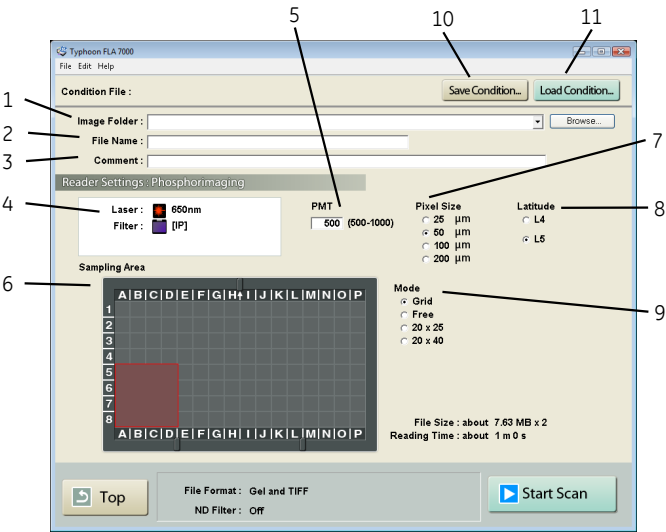 5
10
11
Typhoon FLA 7000
File Edit Help
Condition File :
Save Condition...
Load Condition...
1
Image Folder :
Browse...
2
File Name :
3
Comment :
7
Reader Settings : Phosphorimaging
4
Laser : 650nm
Filter : [IP]
PMT
500 (500-1000)
Pixel Size
25 µm
50 µm
100 µm
200 µm
Latitude
L4
L5
8
6
Sampling Area
A B C D E F G H I J K L M N O P
1
2
3
4
5
6
7
8
A B C D E F G H I J K L M N O P
Mode
Grid
Free
20 x 25
20 x 40
9
File Size : about 7.63 MB x 2
Reading Time : about 1 m 0 s
Top
File Format : Gel and TIFF
ND Filter : Off
Start Scan